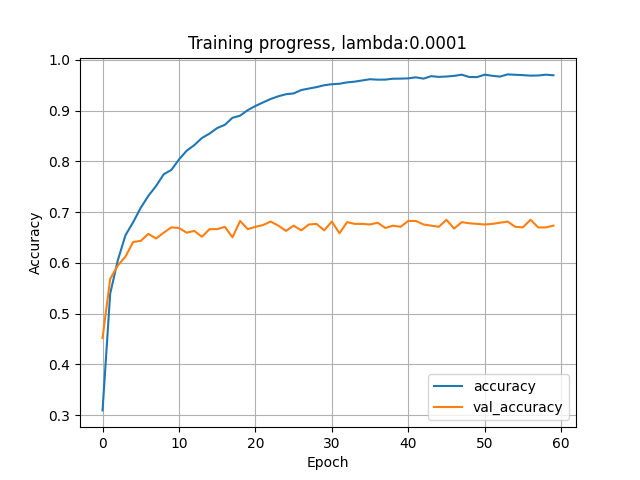 Training progress, lambda:0.0001
1.0
0.9
0.8
0.7
0.6
0.5
0.4
0.3
Accuracy
0 10 20 30 40 50 60
Epoch
accuracy
val_accuracy